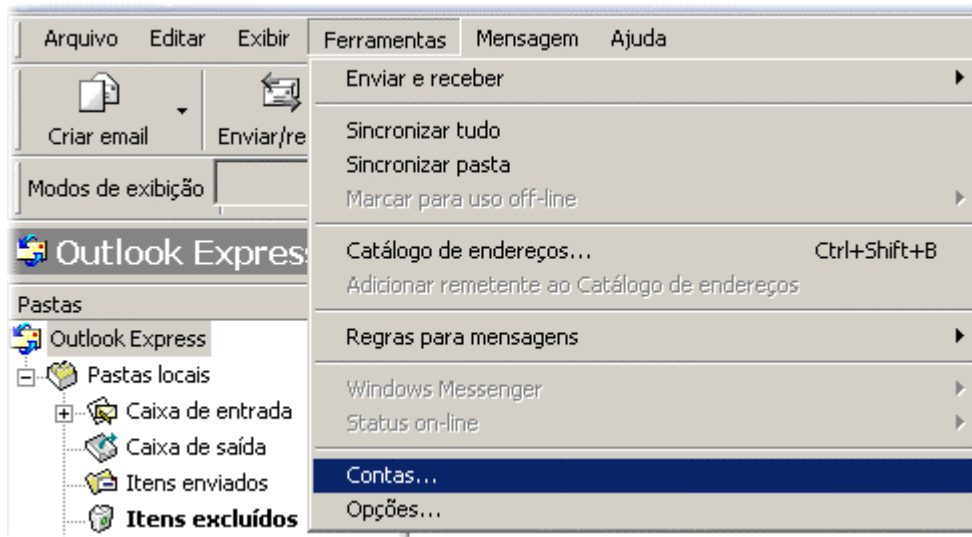 Arquivo Editar Exibir Ferramentas Mensagem Ajuda
Criar email Enviar/re
Modos de exibição
Outlook Express
Pastas
Outlook Express
Pastas locais
Caixa de entrada
Caixa de saída
Itens enviados
Itens excluídos
Enviar e receber
Sincronizar tudo
Sincronizar pasta
Marcar para uso off-line
Catálogo de endereços... Ctrl+Shift+B
Adicionar remetente ao Catálogo de endereços
Regras para mensagens
Windows Messenger
Status on-line
Contas...
Opções...